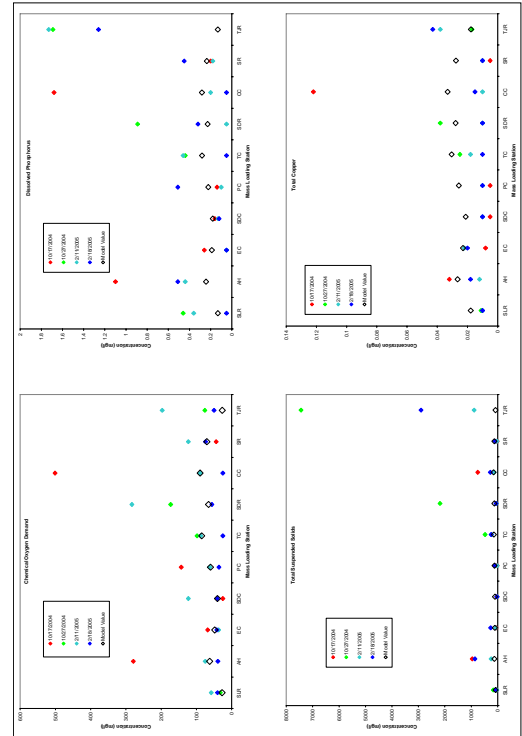 Chemical Oxygen Demand
600
500
400
300
200
100
0
Concentration (mg/l)
10/17/2004
10/27/2004
2/11/2005
2/18/2005
Model Value
SLR AH EC SDC PC TC SDR CC SR TJR
Mass Loading Station
Dissolved Phosphorus
2
1.8
1.6
1.4
1.2
1
0.8
0.6
0.4
0.2
0
Concentration (mg/l)
10/17/2004
10/27/2004
2/11/2005
2/18/2005
Model Value
SLR AH EC SDC PC TC SDR CC SR TJR
Mass Loading Station
Total Suspended Solids
8000
7000
6000
5000
4000
3000
2000
1000
0
Concentration (mg/l)
10/17/2004
10/27/2004
2/11/2005
2/18/2005
Model Value
SLR AH EC SDC PC TC SDR CC SR TJR
Mass Loading Station
Total Copper
0.14
0.12
0.1
0.08
0.06
0.04
0.02
0
Concentration (mg/l)
10/17/2004
10/27/2004
2/11/2005
2/18/2005
Model Value
SLR AH EC SDC PC TC SDR CC SR TJR
Mass Loading Station